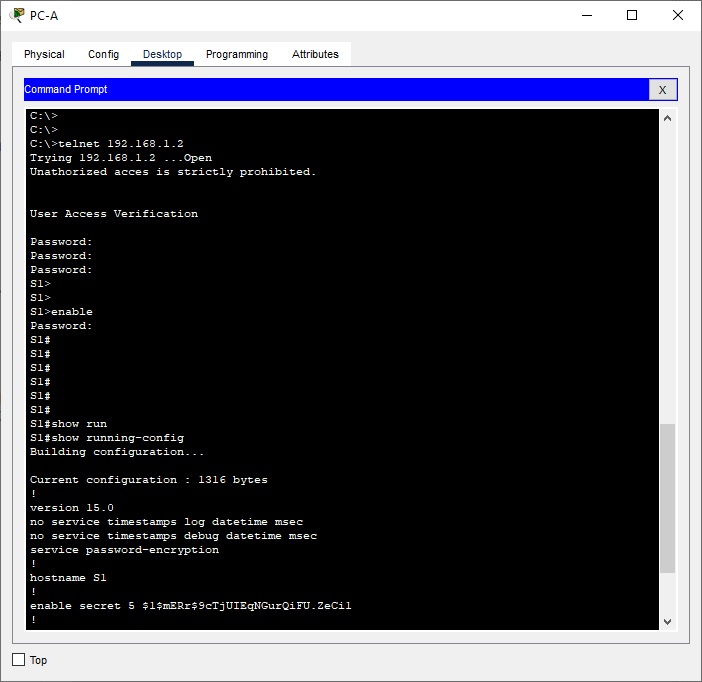 PC-A
Physical Config Desktop Programming Attributes
Command Prompt X
C:\>
C:\>
C:\>telnet 192.168.1.2
Trying 192.168.1.2 ...Open
Unathorized acces is strictly prohibited.
User Access Verification
Password:
Password:
Password:
S1>
S1>
S1>enable
Password:
S1#
S1#
S1#
S1#
S1#
S1#
S1#show run
S1#show running-config
Building configuration...
Current configuration : 1316 bytes
!
version 15.0
no service timestamps log datetime msec
no service timestamps debug datetime msec
service password-encryption
!
hostname S1
!
enable secret 5 $1$mERr$9cTjUIEqNGurQiFU.ZeCi1
!
Top